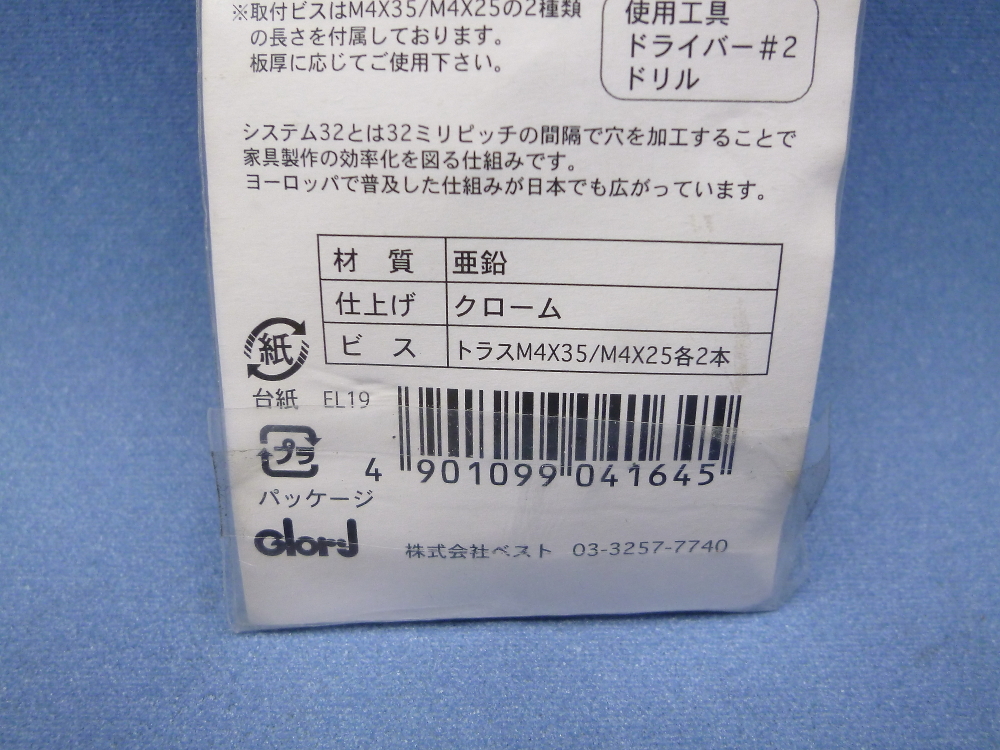 ※取付ビスはM4X35/M4X25の2種類
の長さを付属しております。
板厚に応じてご使用下さい。
使用工具
ドライバー#2
ドリル
システム32とは32ミリピッチの間隔で穴を加工することで
家具製作の効率化を図る仕組みです。
ヨーロッパで普及した仕組みが日本でも広がっています。
材 質 亜鉛
仕上げ クローム
ビ ス トラスM4X35/M4X25各2本
紙
台紙 EL19
プラ
パッケージ
4 901099 041645
Glory
株式会社ベスト 03-3257-7740